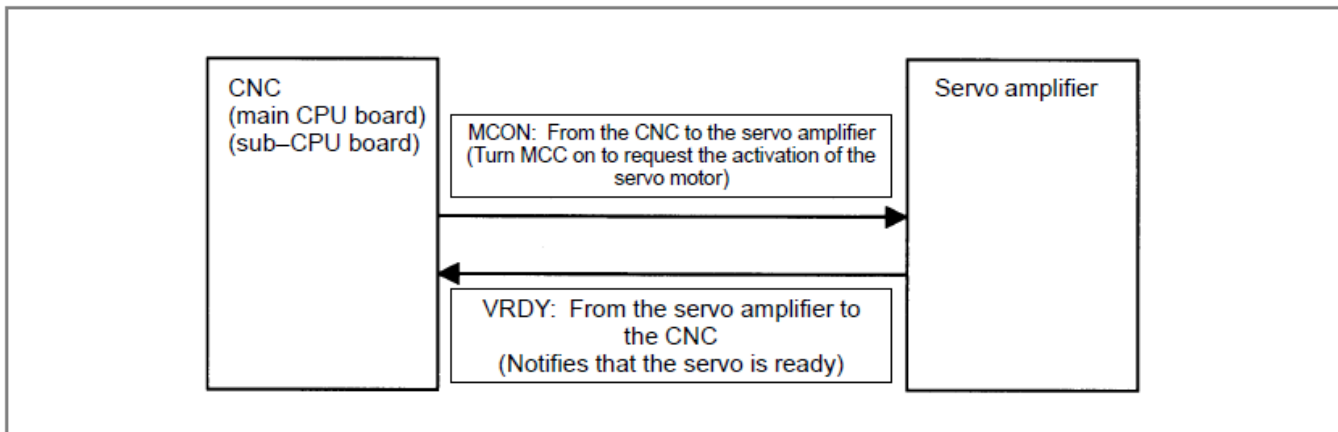 CNC
(main CPU board)
(sub–CPU board)
MCON: From the CNC to the servo amplifier
(Turn MCC on to request the activation of the
servo motor)
Servo amplifier
VRDY: From the servo amplifier to
the CNC
(Notifies that the servo is ready)